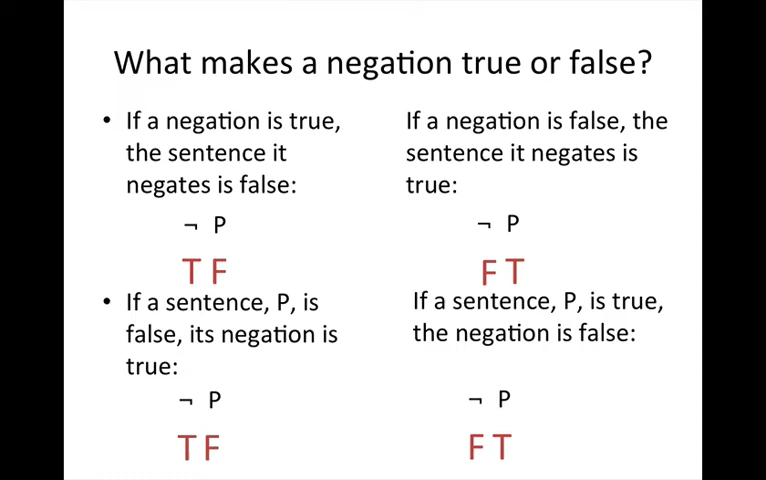 What makes a negation true or false?
• If a negation is true,
the sentence it
negates is false:
¬ P
T F
If a negation is false, the
sentence it negates is
true:
¬ P
F T
• If a sentence, P, is
false, its negation is
true:
¬ P
T F
If a sentence, P, is true,
the negation is false:
¬ P
F T